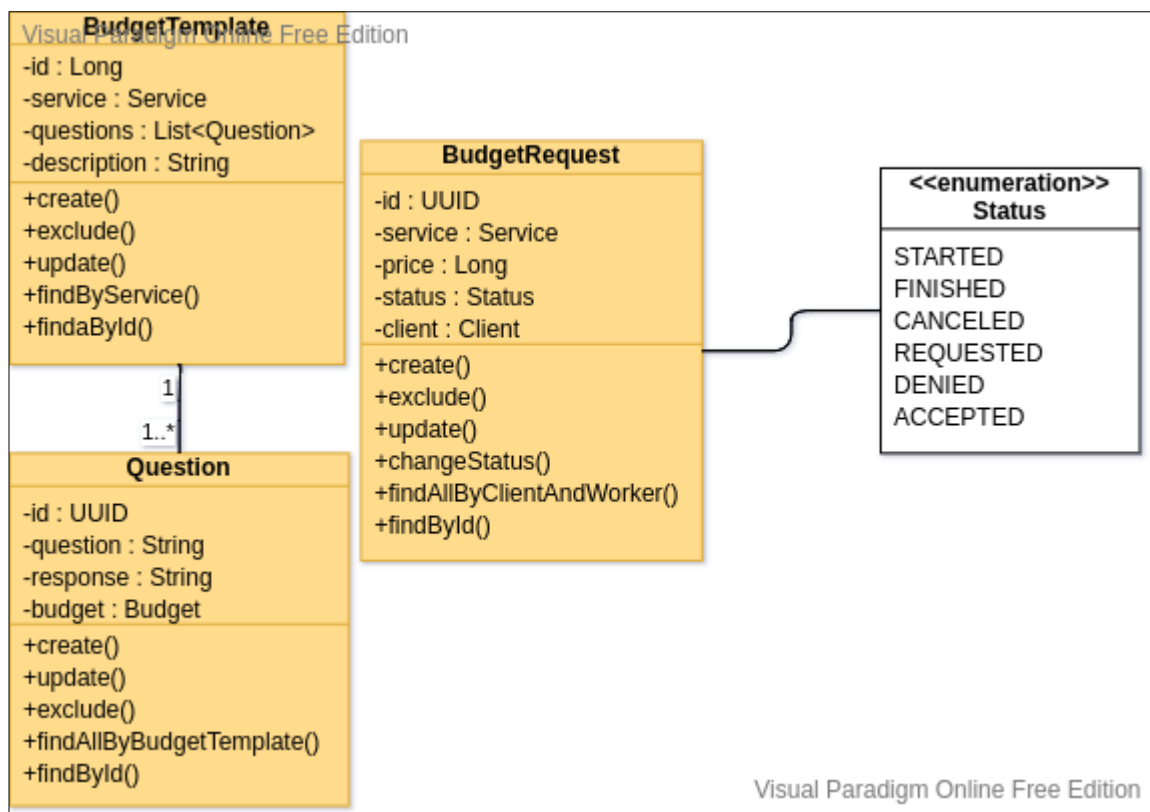 BudgetTemplate
Visual Paradigm Online Free Edition
-id : Long
-service : Service
-questions : List<Question>
-description : String
+create()
+exclude()
+update()
+findByService()
+findaById()
1
1..*
Question
-id : UUID
-question : String
-response : String
-budget : Budget
+create()
+update()
+exclude()
+findAllByBudgetTemplate()
+findById()
BudgetRequest
-id : UUID
-service : Service
-price : Long
-status : Status
-client : Client
+create()
+exclude()
+update()
+changeStatus()
+findAllByClientAndWorker()
+findById()
<<enumeration>>
Status
STARTED
FINISHED
CANCELED
REQUESTED
DENIED
ACCEPTED
Visual Paradigm Online Free Edition